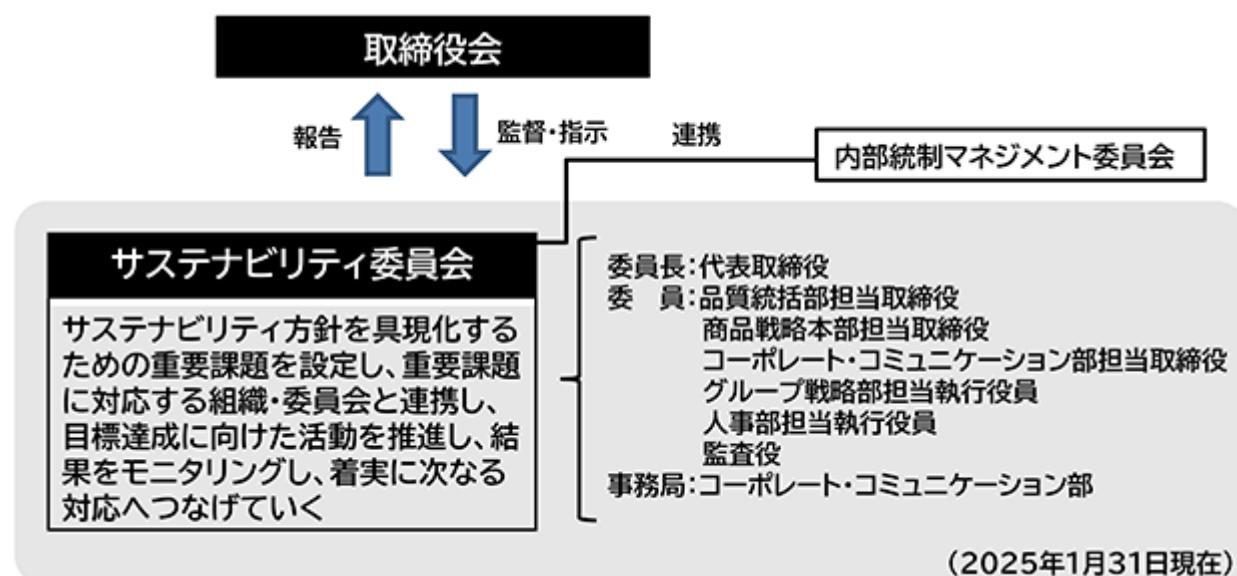 取締役会
報告
監督・指示
連携
内部統制マネジメント委員会
サステナビリティ委員会
サステナビリティ方針を具現化する
ための重要課題を設定し、重要課題
に対応する組織・委員会と連携し、
目標達成に向けた活動を推進し、結
果をモニタリングし、着実に次なる
対応へつなげていく
委員長：代表取締役
委　員：品質統括部担当取締役
商品戦略本部担当取締役
コーポレート・コミュニケーション部担当取締役
グループ戦略部担当執行役員
人事部担当執行役員
監査役
事務局：コーポレート・コミュニケーション部
（2025年1月31日現在）